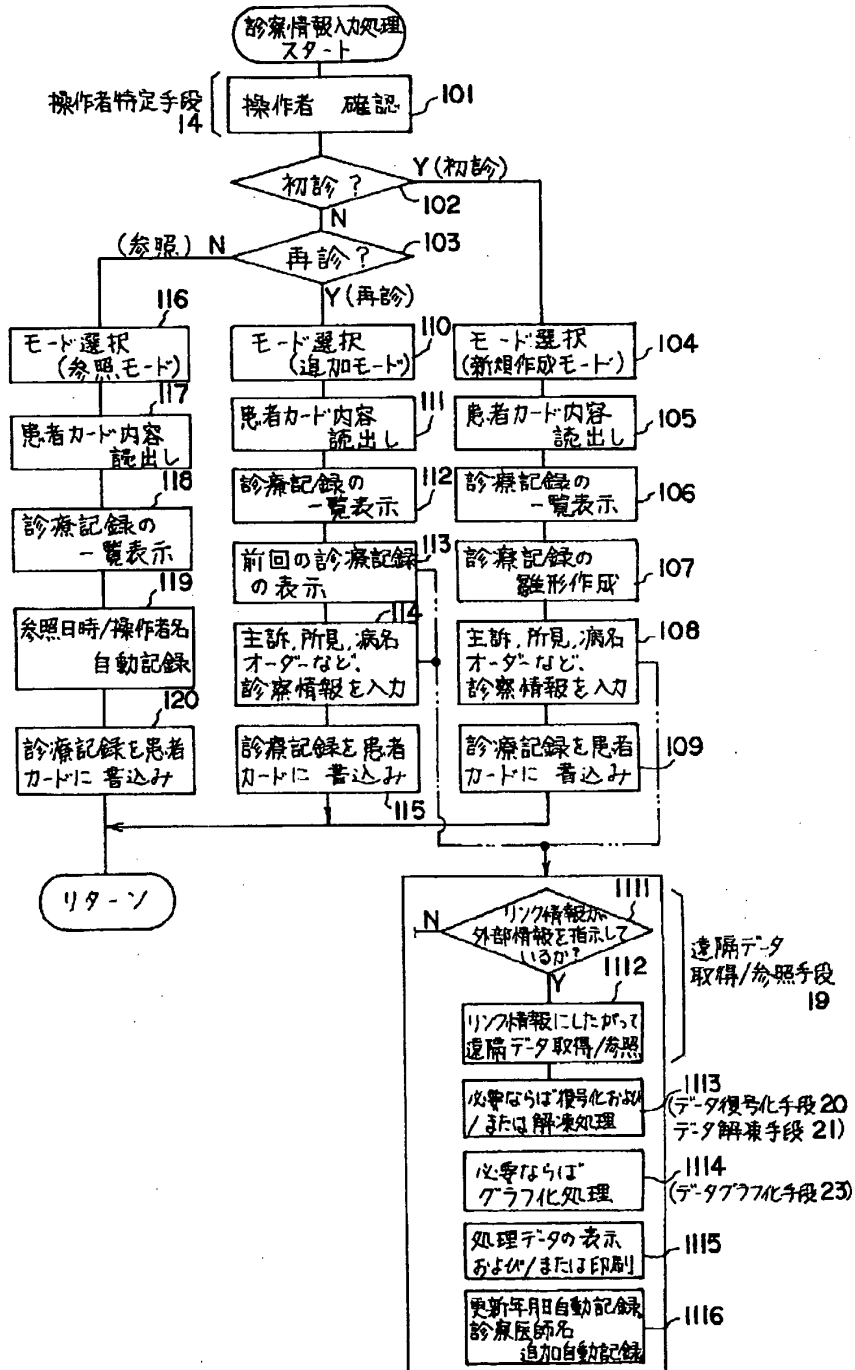 診察情報入力処理
スタート
操作者特定手段
14
操作者 確認
101
初診?
Y(初診)
102
N
再診?
103
(参照) N
Y(再診)
116
モード選択
(参照モード)
117
患者カード内容
読出し
118
診療記録の
一覧表示
119
参照日時/操作者名
自動記録
120
診療記録を患者
カードに書込み
モード選択
(追加モード)
110
患者カード内容
読出し
111
診療記録の
一覧表示
112
前回の診療記録
の表示
113
114
主訴,所見,病名
オーダーなど、
診察情報を入力
診療記録を患者
カードに書込み
115
モード選択
(新規作成モード)
104
患者カード内容
読出し
105
診療記録の
一覧表示
106
診療記録の
雛形作成
107
主訴,所見,病名
オーダーなど、
診察情報を入力
108
診療記録を患者
カードに書込み
109
リターン
1111
N
リンク情報が
外部情報を指示して
いるか?
Y
遠隔データ
取得/参照手段
19
1112
リンク情報にしたがって
遠隔データ取得/参照
必要ならば復号化および
/または解凍処理
1113
(データ復号化手段20
データ解凍手段21)
必要ならば
グラフ化処理
1114
(データグラフ化手段23)
処理データの表示
および/または印刷
1115
更新年月日自動記録
診察医師名
追加自動記録
1116